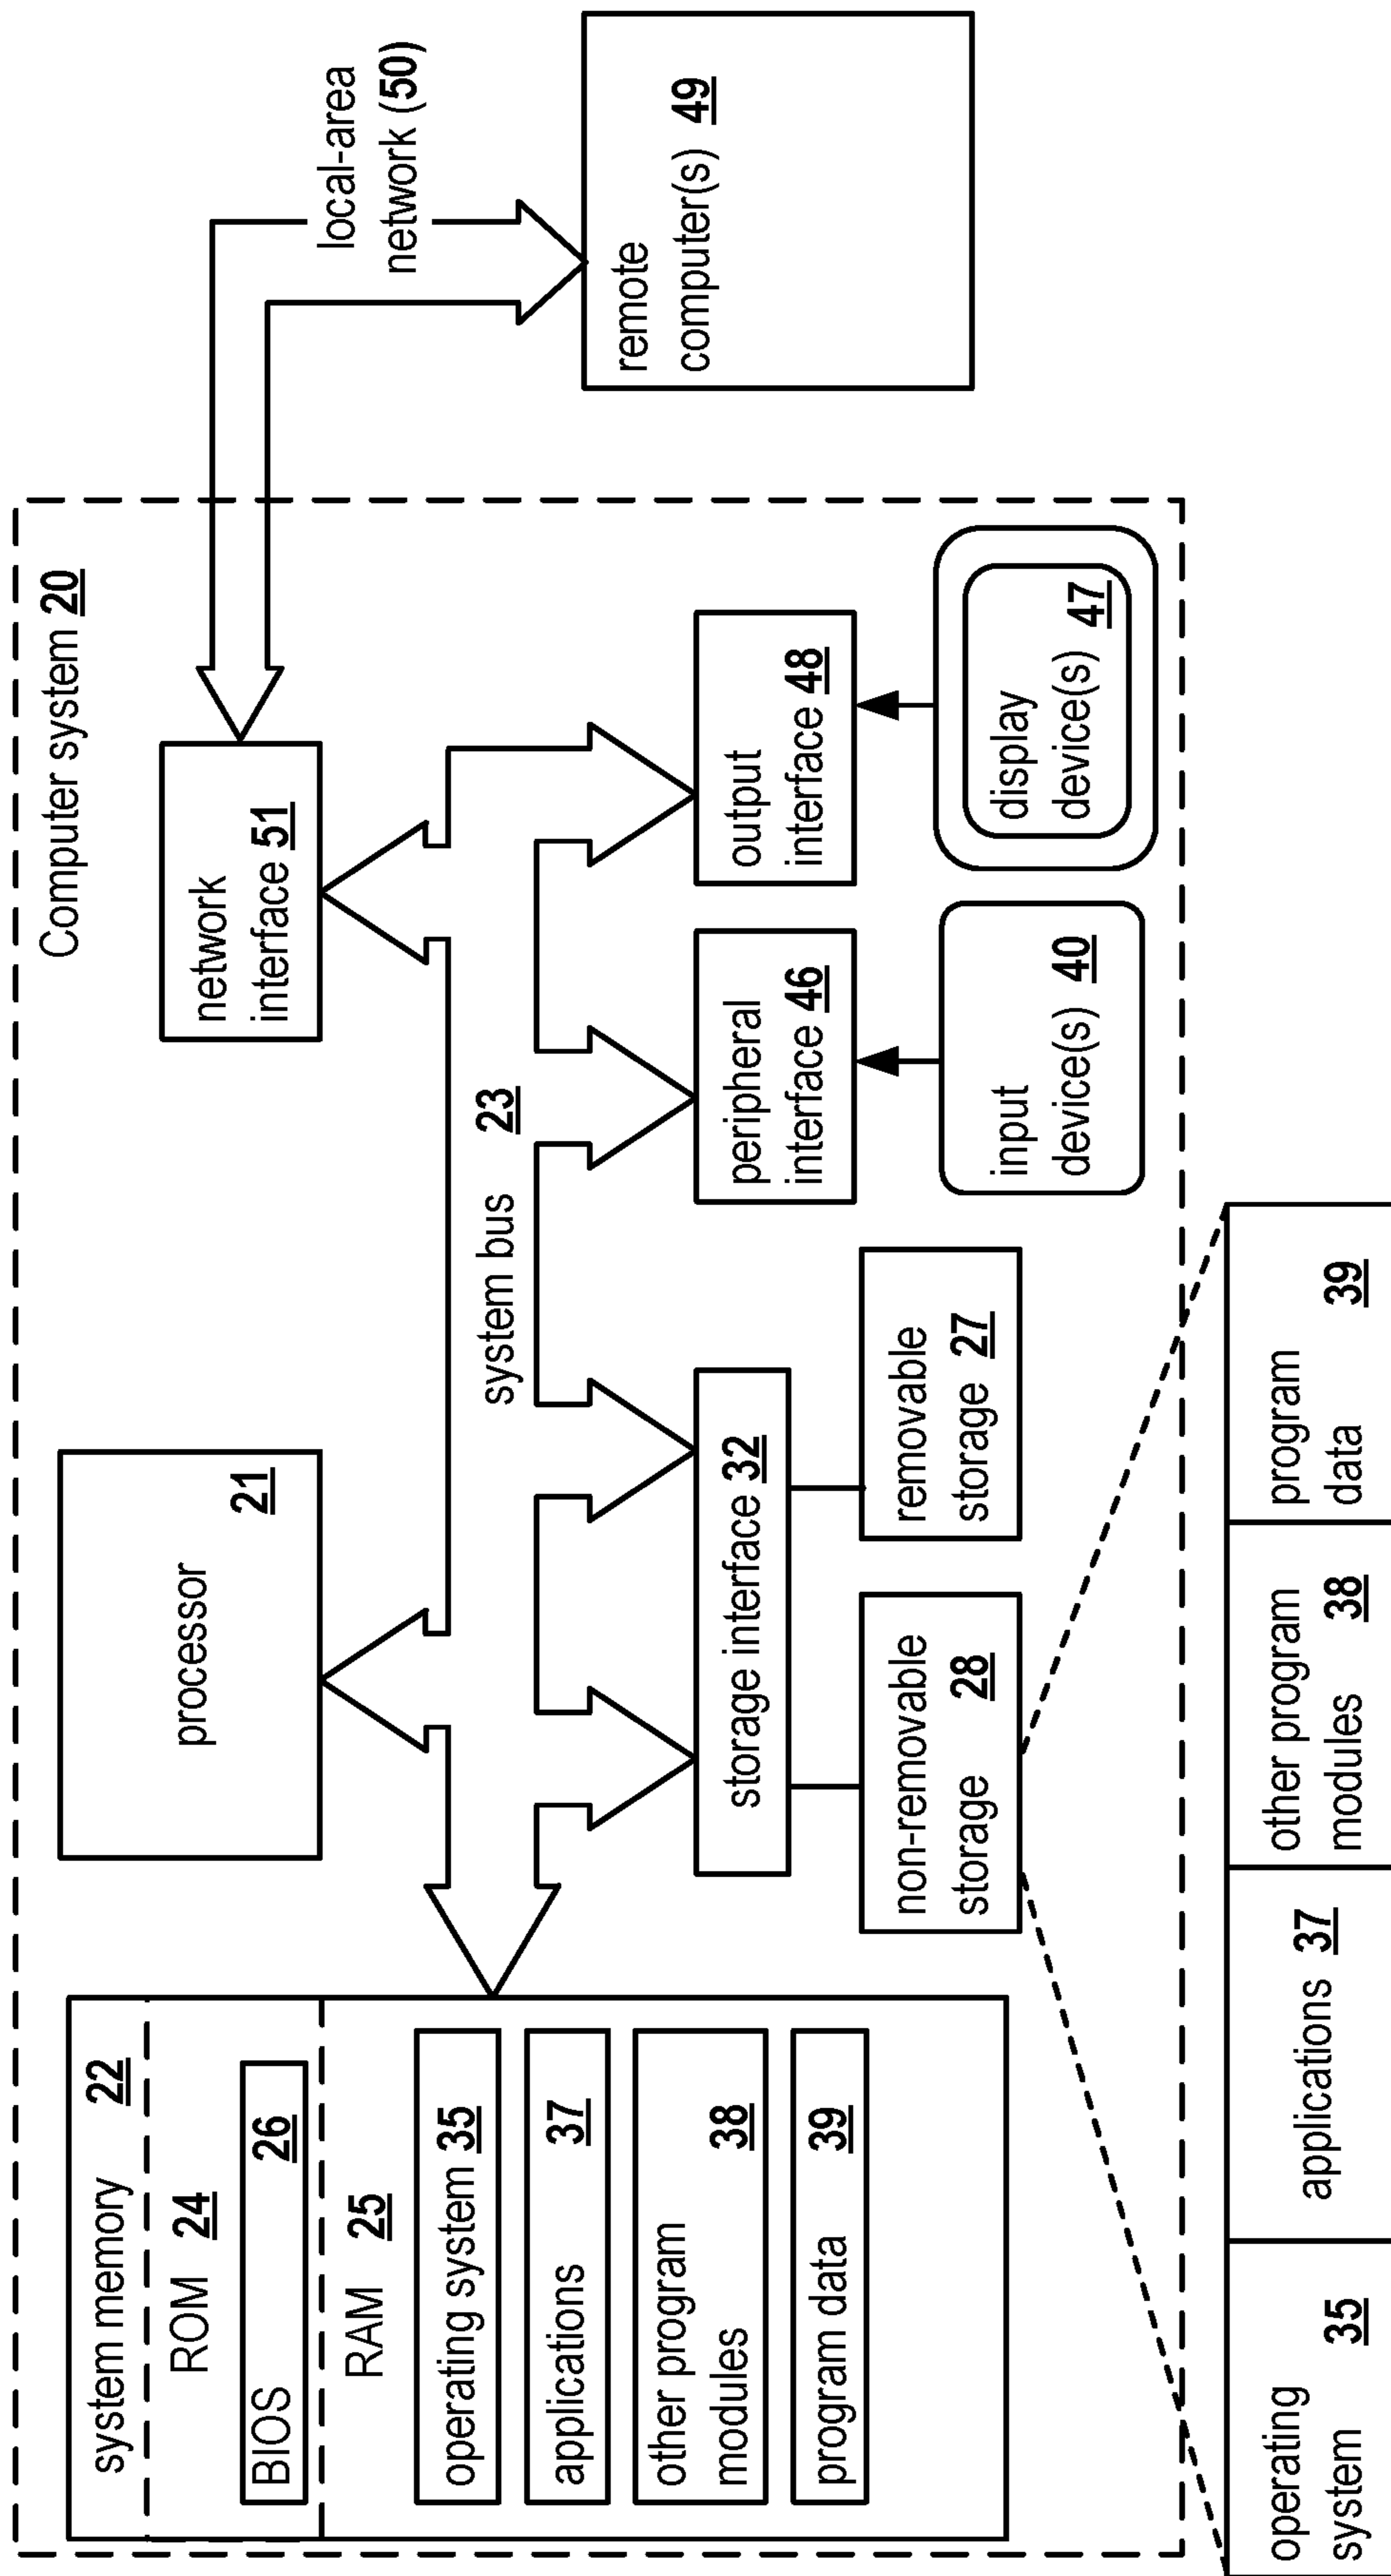 Computer system 20
system memory 22
ROM 24
BIOS 26
RAM 25
operating system 35
applications 37
other program
modules 38
program data 39
processor
21
network
interface 51
local-area
network (50)
system bus 23
storage interface 32
peripheral
interface 46
output
interface 48
remote
computer(s) 49
non-removable
storage 28
removable
storage 27
input
device(s) 40
display
device(s) 47
operating
system 35
applications 37
other program
modules 38
program
data 39